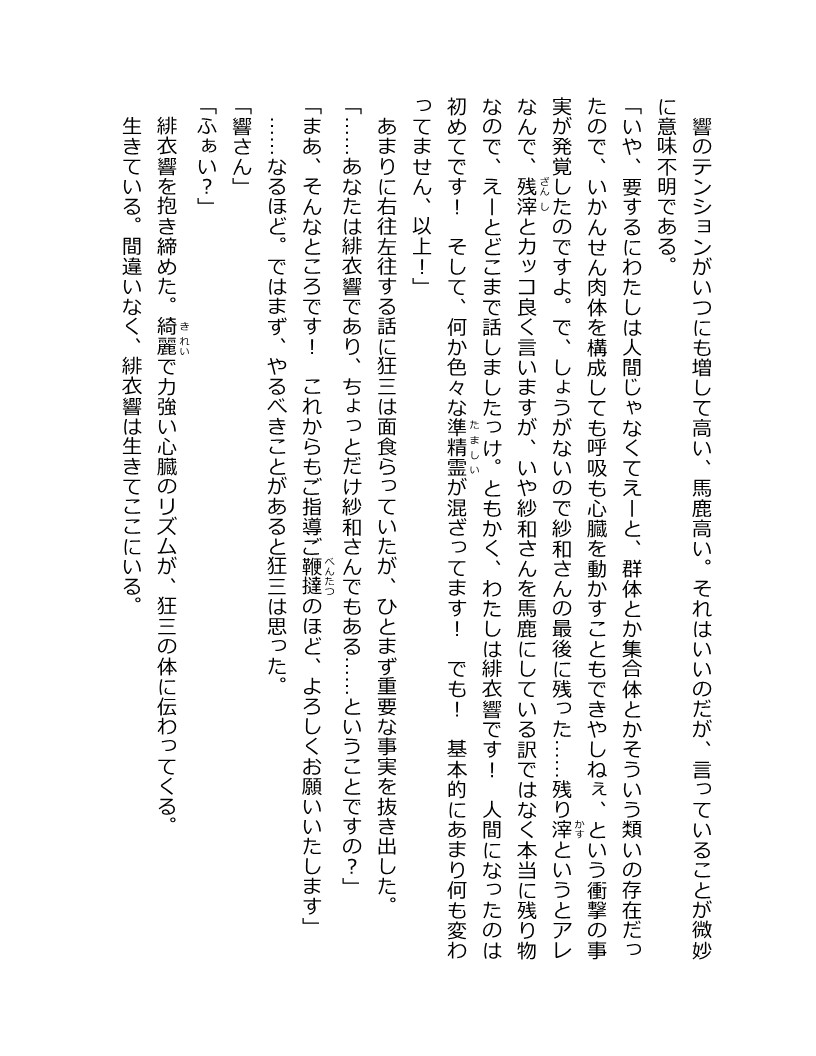 響のテンションがいつにも増して高い、馬鹿高い。それはいいのだが、言っていることが微妙
に意味不明である。
「いや、要するにわたしは人間じゃなくてえーと、群体とか集合体とかそういう類いの存在だっ
たので、いかんせん肉体を構成しても呼吸も心臓を動かすこともできやしねぇ、という衝撃の事
実が発覚したのですよ。で、しょうがないので紗和さんの最後に残った……残り滓というとアレ
なんで、残滓とカッコ良く言いますが、いや紗和さんを馬鹿にしている訳ではなく本当に残り物
なので、えーとどこまで話しましたっけ。ともかく、わたしは緋衣響です！　人間になったのは
初めてです！　そして、何か色々な準精霊が混ざってます！　でも！　基本的にあまり何も変わ
ってません、以上！」
あまりに右往左往する話に狂三は面食らっていたが、ひとまず重要な事実を抜き出した。
「……あなたは緋衣響であり、ちょっとだけ紗和さんでもある……ということですの？」
「まあ、そんなところです！　これからもご指導ご鞭撻のほど、よろしくお願いいたします」
……なるほど。ではまず、やるべきことがあると狂三は思った。
「響さん」
「ふぁい？」
緋衣響を抱き締めた。綺麗で力強い心臓のリズムが、狂三の体に伝わってくる。
生きている。間違いなく、緋衣響は生きてここにいる。